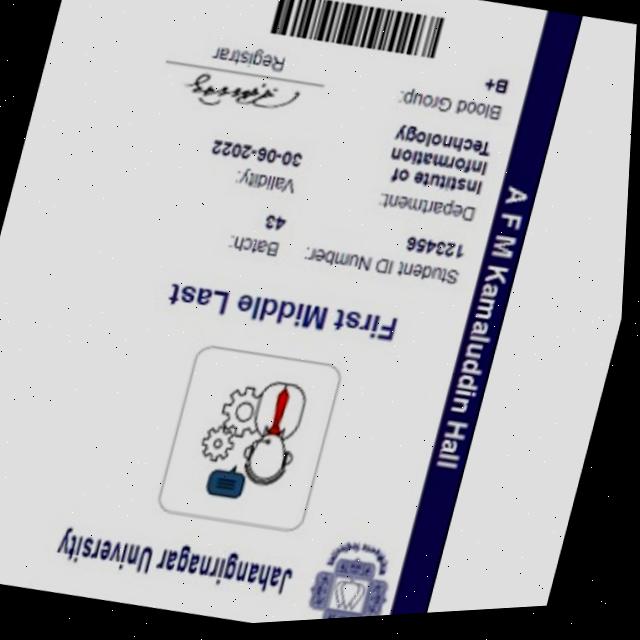 Jahangirnagar University
First Middle Last
Student ID Number:
123456
Batch:
43
Department:
Institute of
Information
Technology
Validity:
30-06-2022
Blood Group:
B+
Registrar
A F M Kamaluddin Hall